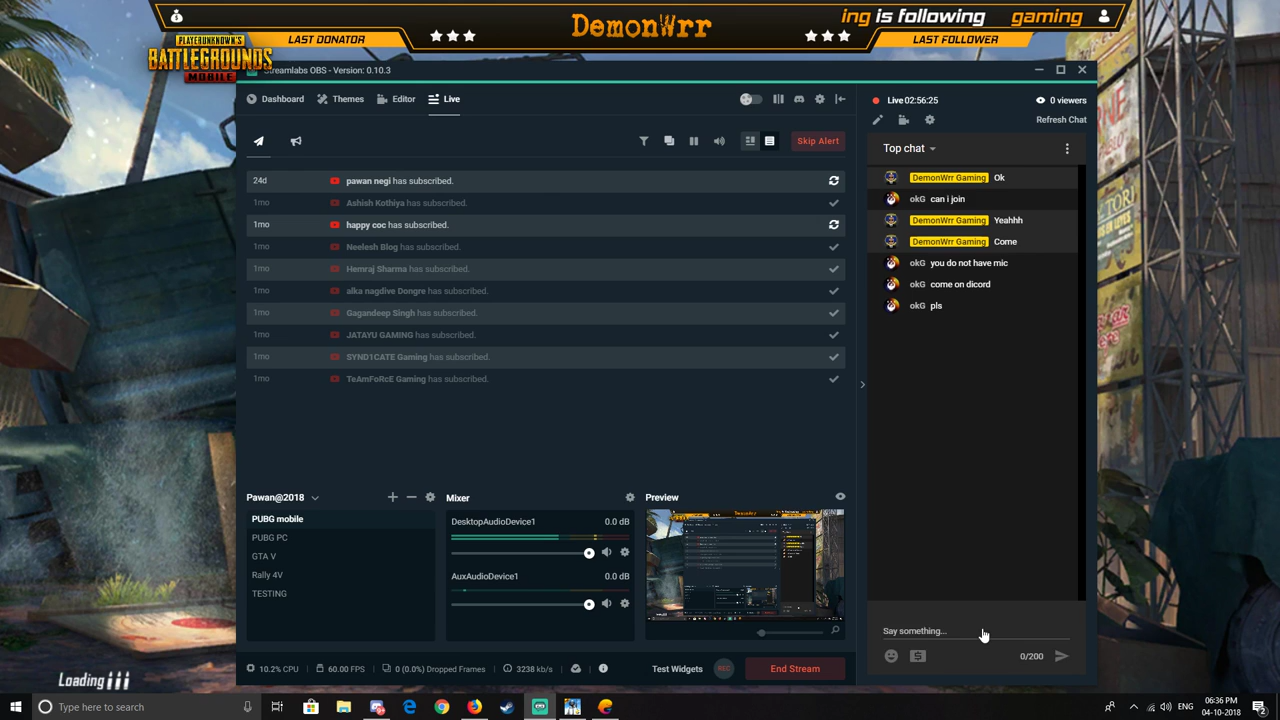 DemonWrr
ing is following gaming
LAST DONATOR
LAST FOLLOWER
PLAYERUNKNOWN'S
BATTLEGROUNDS
MOBILE
Streamlabs OBS - Version: 0.10.3
Dashboard Themes Editor Live
Live 02:56:25 0 viewers
Refresh Chat
Skip Alert
Top chat
24d pawan negi has subscribed.
1mo Ashish Kothiya has subscribed.
1mo happy coc has subscribed.
1mo Neelesh Blog has subscribed.
1mo Hemraj Sharma has subscribed.
1mo alka nagdive Dongre has subscribed.
1mo Gagandeep Singh has subscribed.
1mo JATAYU GAMING has subscribed.
1mo SYND1CATE Gaming has subscribed.
1mo TeAmFoRcE Gaming has subscribed.
DemonWrr Gaming Ok
okG can i join
DemonWrr Gaming Yeahhh
DemonWrr Gaming Come
okG you do not have mic
okG come on dicord
okG pls
Pawan@2018
PUBG mobile
PUBG PC
GTA V
Rally 4V
TESTING
Mixer
DesktopAudioDevice1 0.0 dB
AuxAudioDevice1 0.0 dB
Preview
Say something...
0/200
10.2% CPU 60.00 FPS 0 (0.0%) Dropped Frames 3238 kb/s
Test Widgets REC End Stream
Loading
Type here to search
ENG
06:36 PM
04-10-2018
2